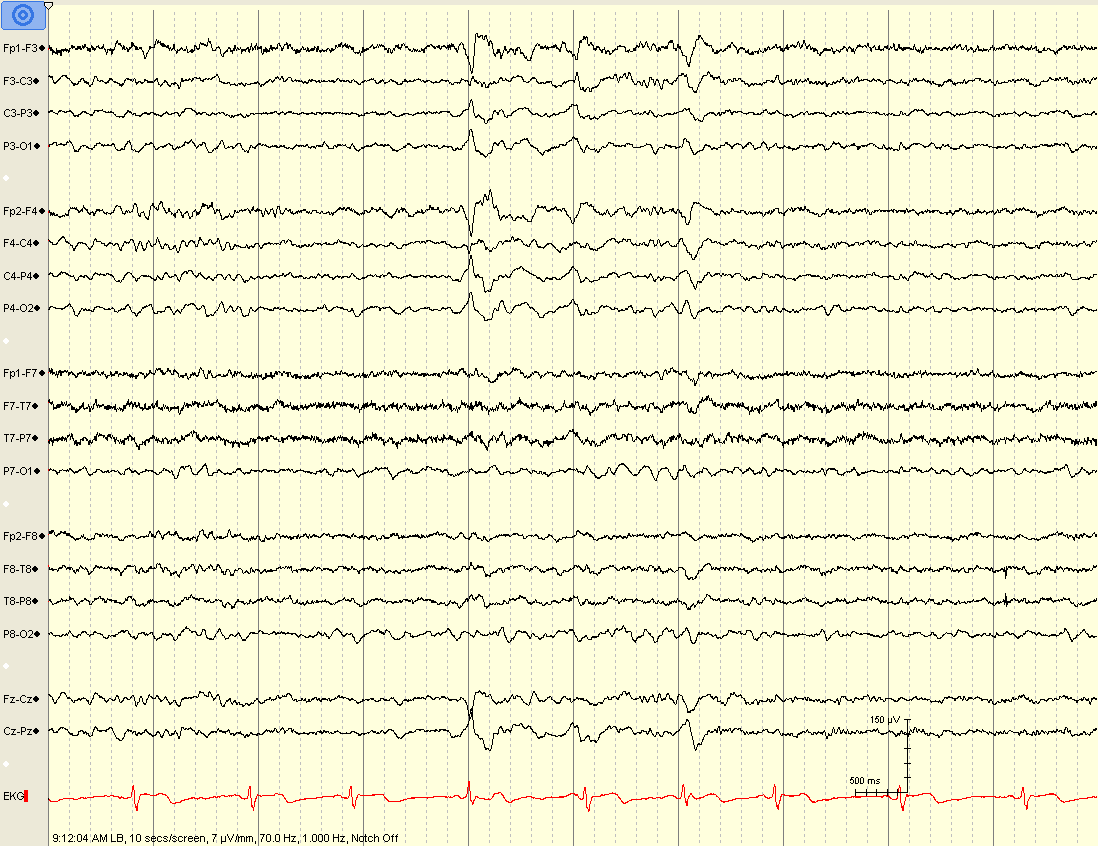 Fp1-F3
F3-C3
C3-P3
P3-O1
Fp2-F4
F4-C4
C4-P4
P4-O2
Fp1-F7
F7-T7
T7-P7
P7-O1
Fp2-F8
F8-T8
T8-P8
P8-O2
Fz-Cz
Cz-Pz
150 µV
500 ms
EKG
9:12:04 AM LB, 10 secs/screen, 7 µV/mm, 70.0 Hz, 1.000 Hz, Notch Off